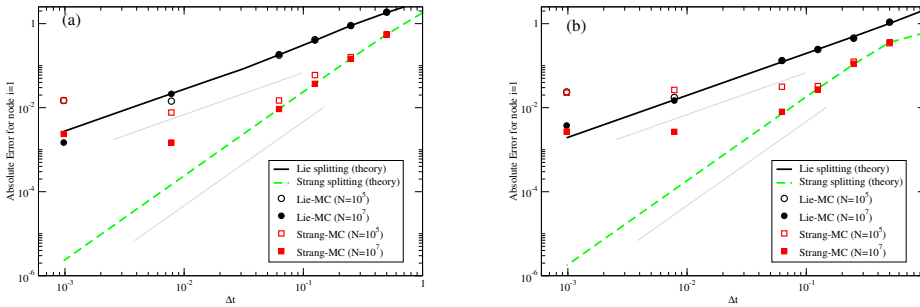 (a)
Absolute Error for node i=1
1
10^-2
10^-4
10^-6
10^-3
10^-2
10^-1
1
Δt
Lie splitting (theory)
Strang splitting (theory)
Lie-MC (N=10^5)
Lie-MC (N=10^7)
Strang-MC (N=10^5)
Strang-MC (N=10^7)
(b)
Absolute Error for node i=1
1
10^-2
10^-4
10^-6
10^-3
10^-2
10^-1
Δt
Lie splitting (theory)
Strang splitting (theory)
Lie-MC (N=10^5)
Lie-MC (N=10^7)
Strang-MC (N=10^5)
Strang-MC (N=10^7)